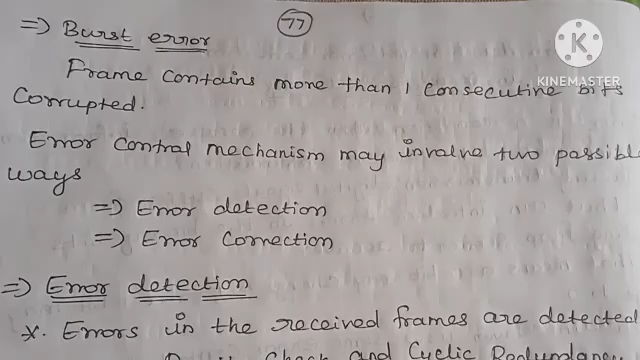 77
=> Burst error
Frame contains more than 1 consecutive bits
corrupted.
Error control mechanism may involve two possible
ways
=> Error detection
=> Error correction
=> Error detection
*. Errors in the received frames are detected
Check and Cyclic Redundancy
K
KINEMASTER